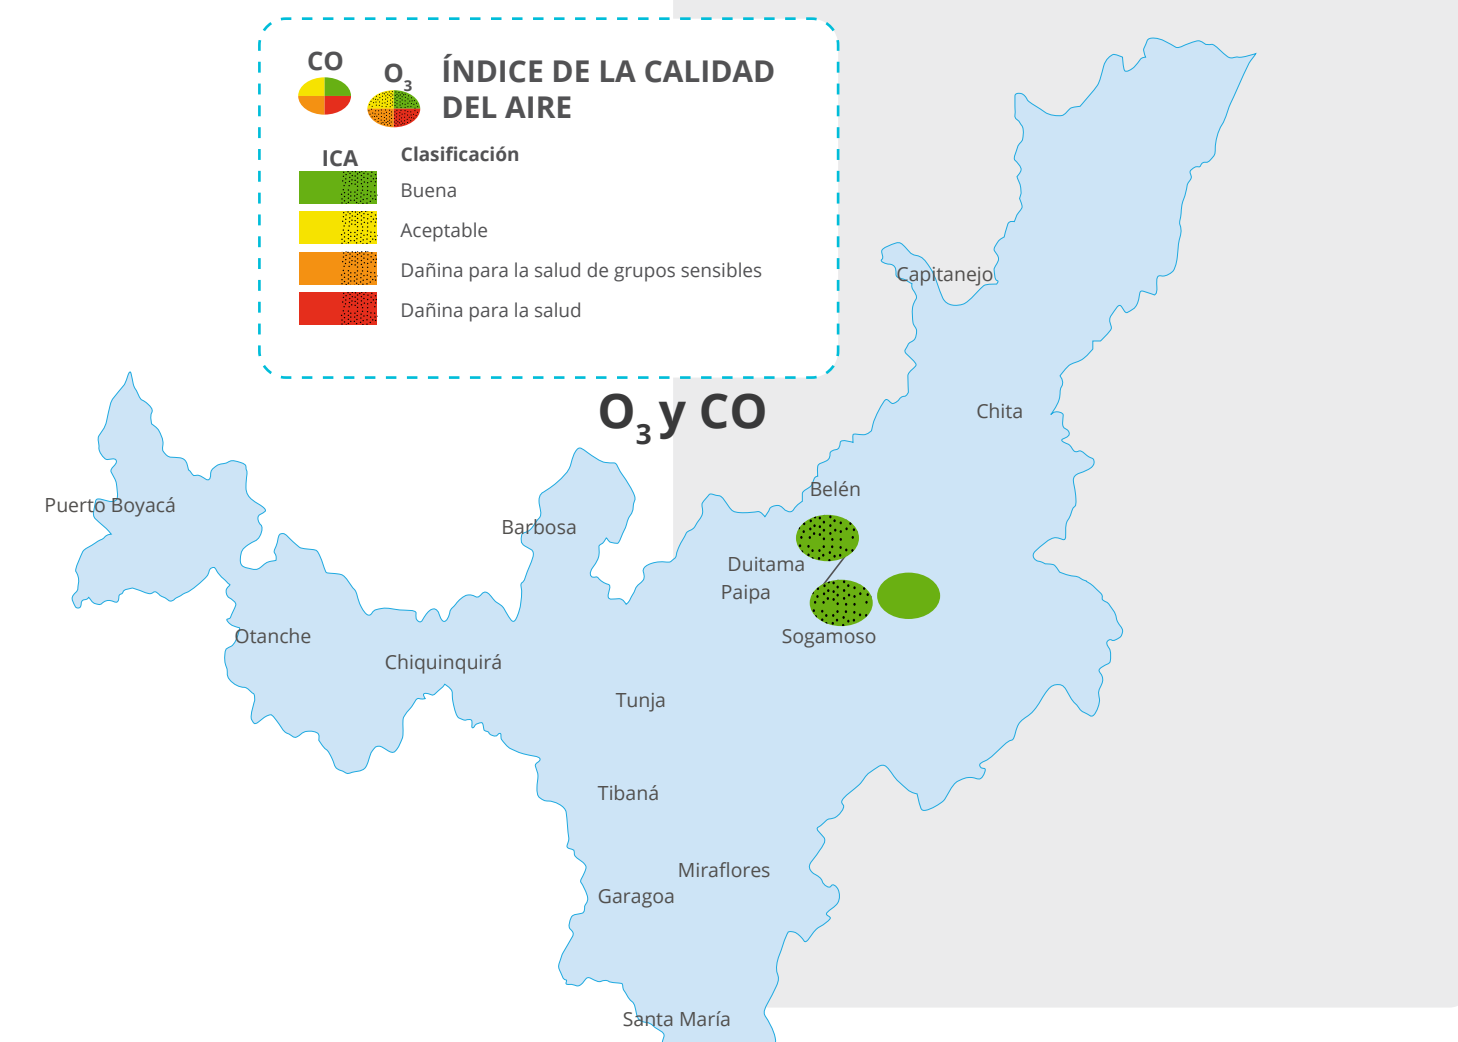 CO
O3
ÍNDICE DE LA CALIDAD
DEL AIRE
ICA
Clasificación
Buena
Aceptable
Dañina para la salud de grupos sensibles
Dañina para la salud
O3 y CO
Capitanejo
Chita
Belén
Puerto Boyacá
Barbosa
Duitama
Paipa
Sogamoso
Otanche
Chiquinquirá
Tunja
Tibaná
Miraflores
Garagoa
Santa María